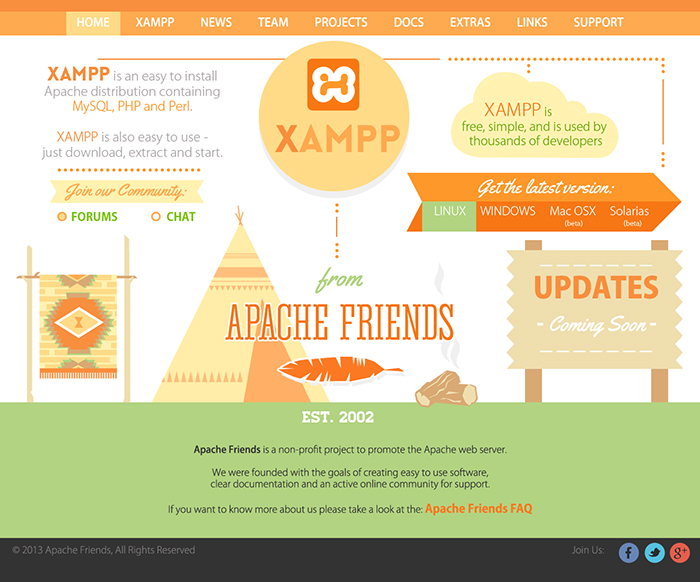 HOME XAMPP NEWS TEAM PROJECTS DOCS EXTRAS LINKS SUPPORT
XAMPP is an easy to install
Apache distribution containing
MySQL, PHP and Perl.
XAMPP is also easy to use -
just download, extract and start.
Join our Community:
FORUMS CHAT
XAMPP
XAMPP is
free, simple, and is used by
thousands of developers
Get the latest version:
LINUX WINDOWS Mac OSX Solarias
(beta) (beta)
from
APACHE FRIENDS
UPDATES
- Coming Soon -
EST. 2002
Apache Friends is a non-profit project to promote the Apache web server.
We were founded with the goals of creating easy to use software,
clear documentation and an active online community for support.
If you want to know more about us please take a look at the: Apache Friends FAQ
© 2013 Apache Friends, All Rights Reserved
Join Us: